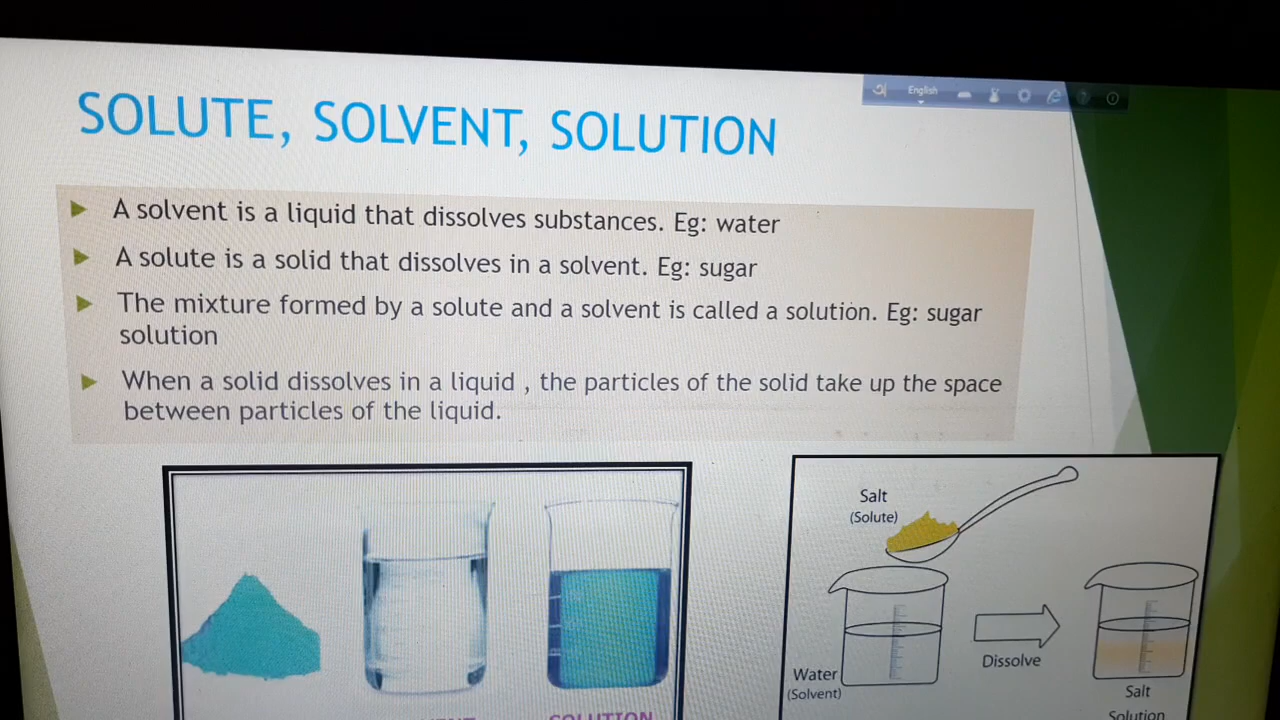 English
SOLUTE, SOLVENT, SOLUTION
A solvent is a liquid that dissolves substances. Eg: water
A solute is a solid that dissolves in a solvent. Eg: sugar
The mixture formed by a solute and a solvent is called a solution. Eg: sugar
solution
When a solid dissolves in a liquid , the particles of the solid take up the space
between particles of the liquid.
SOLUTION
Salt
(Solute)
Water
(Solvent)
Dissolve
Salt
Solution